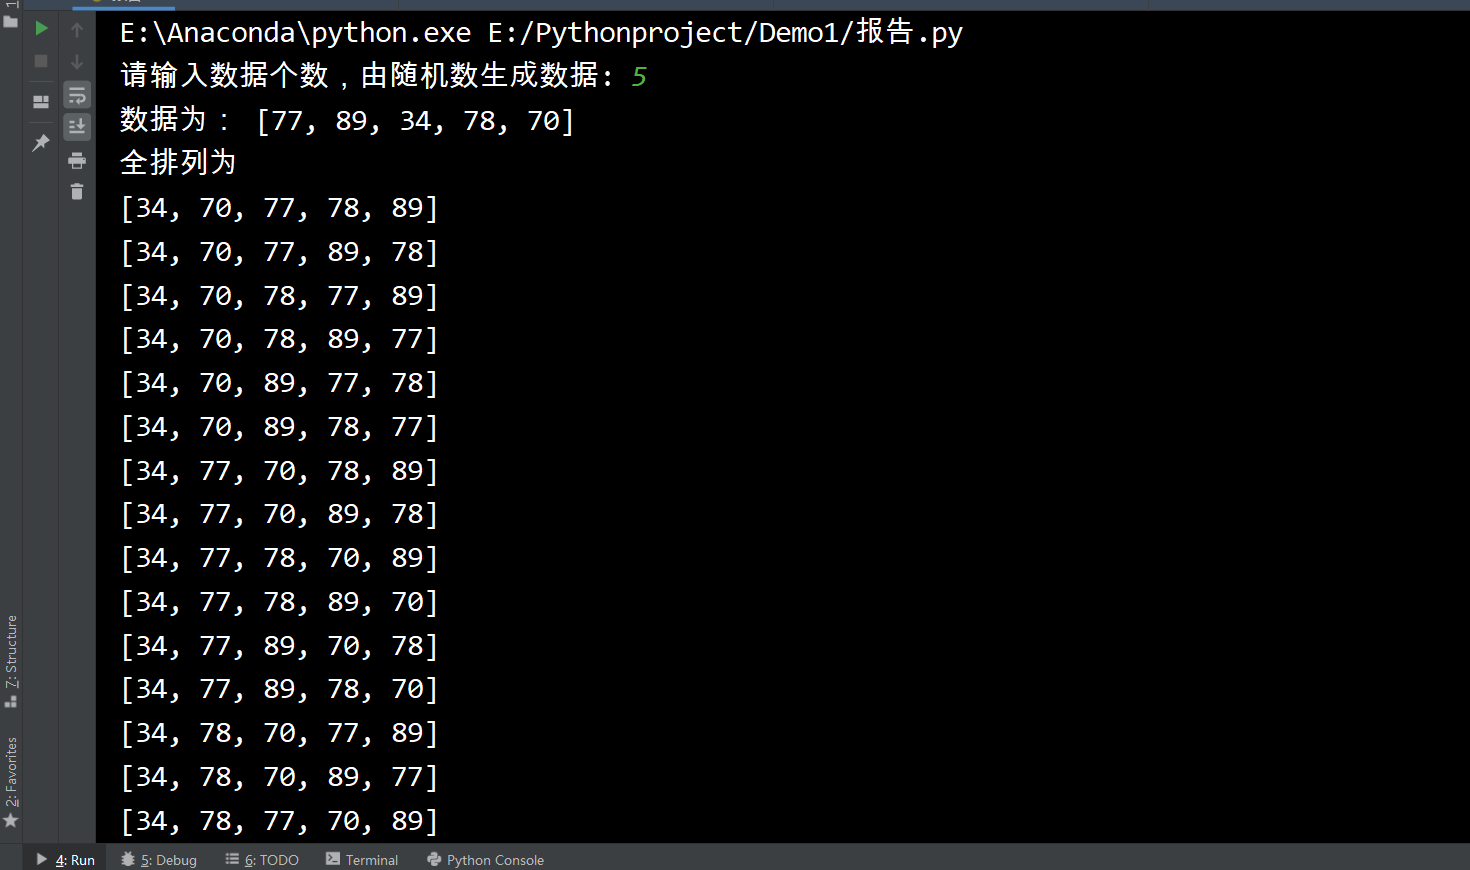 E:\Anaconda\python.exe E:/Pythonproject/Demo1/报告.py
请输入数据个数，由随机数生成数据: 5
数据为： [77, 89, 34, 78, 70]
全排列为
[34, 70, 77, 78, 89]
[34, 70, 77, 89, 78]
[34, 70, 78, 77, 89]
[34, 70, 78, 89, 77]
[34, 70, 89, 77, 78]
[34, 70, 89, 78, 77]
[34, 77, 70, 78, 89]
[34, 77, 70, 89, 78]
[34, 77, 78, 70, 89]
[34, 77, 78, 89, 70]
[34, 77, 89, 70, 78]
[34, 77, 89, 78, 70]
[34, 78, 70, 77, 89]
[34, 78, 70, 89, 77]
[34, 78, 77, 70, 89]
7: Structure
2: Favorites
4: Run
5: Debug
6: TODO
Terminal
Python Console